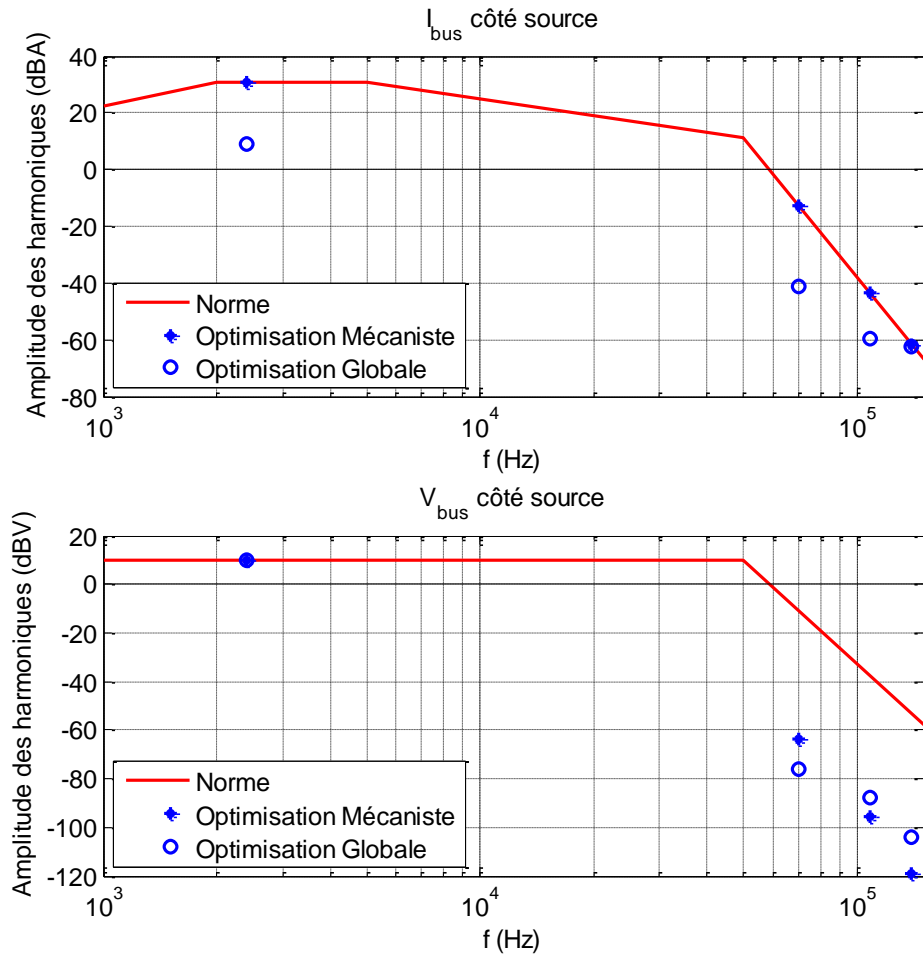 I_bus côté source
Amplitude des harmoniques (dBA)
40
20
0
-20
-40
-60
-80
Norme
Optimisation Mécaniste
Optimisation Globale
10^3
10^4
10^5
f (Hz)
V_bus côté source
Amplitude des harmoniques (dBV)
20
0
-20
-40
-60
-80
-100
-120
Norme
Optimisation Mécaniste
Optimisation Globale
10^3
10^4
10^5
f (Hz)